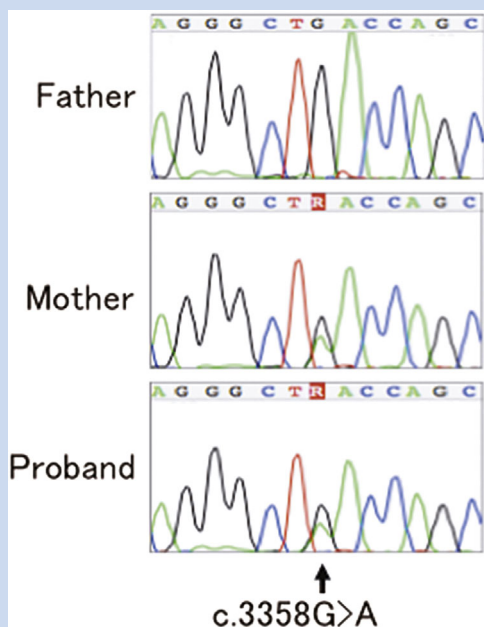 A G G G C T G A C C A G C
Father
A G G G C T R A C C A G C
Mother
A G G G C T R A C C A G C
Proband
c.3358G>A